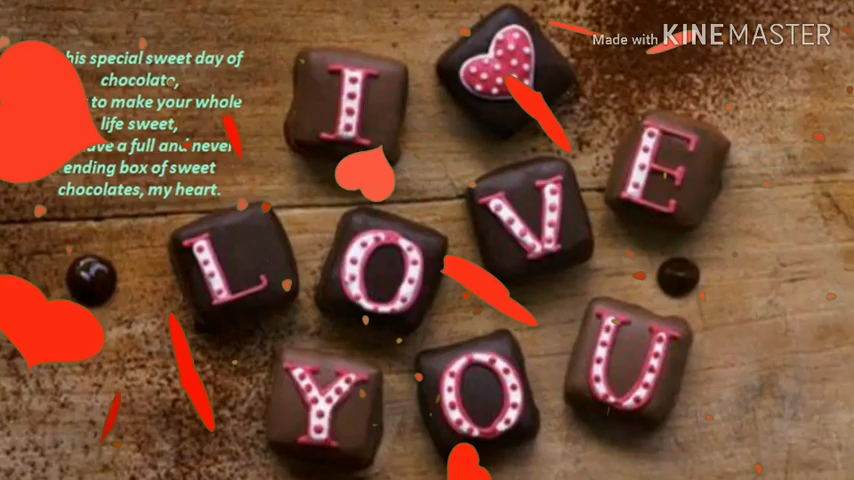 Made with KINEMASTER
his special sweet day of
chocolate,
to make your whole
life sweet,
ave a full and never
ending box of sweet
chocolates, my heart.
I
LOVE
YOU